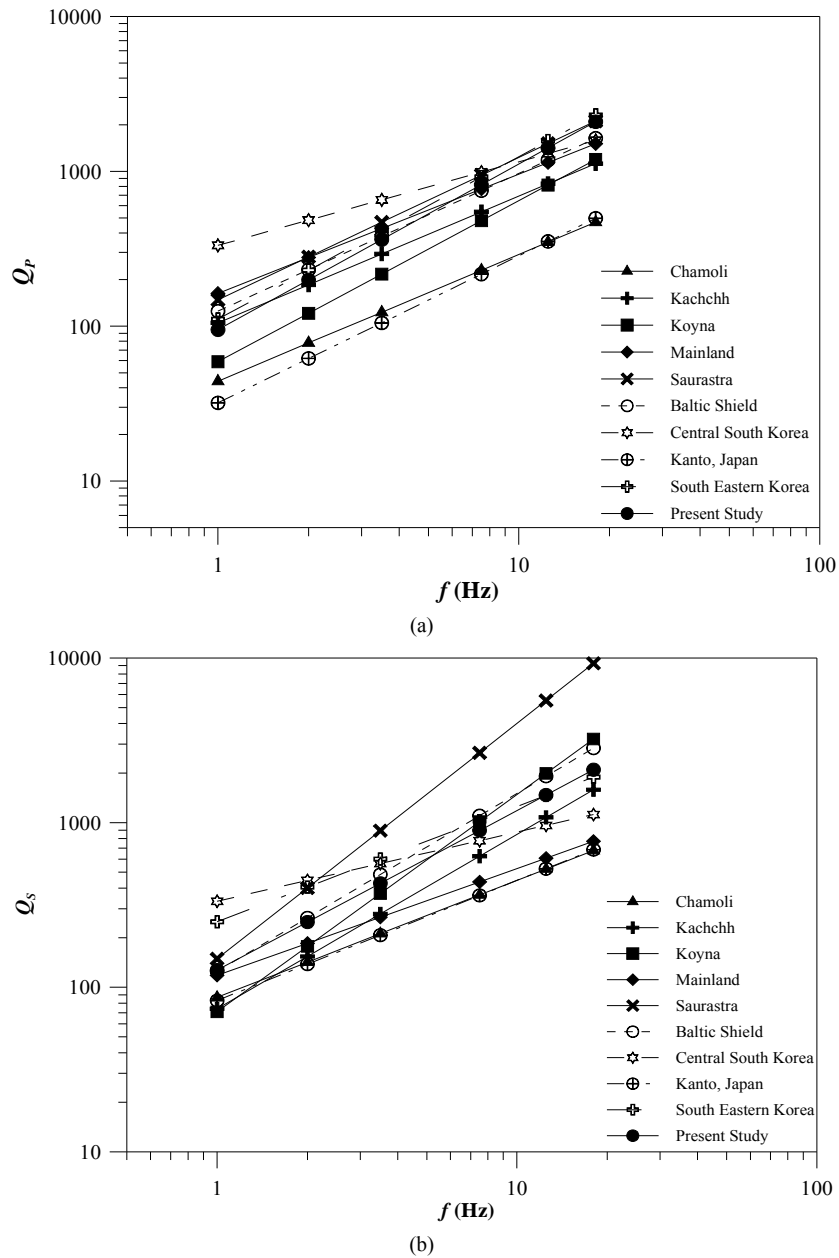 10000
1000
Q_P
100
10
Chamoli
Kachchh
Koyna
Mainland
Saurastra
Baltic Shield
Central South Korea
Kanto, Japan
South Eastern Korea
Present Study
1
10
100
f (Hz)
(a)
10000
1000
Q_S
100
10
Chamoli
Kachchh
Koyna
Mainland
Saurastra
Baltic Shield
Central South Korea
Kanto, Japan
South Eastern Korea
Present Study
1
10
100
f (Hz)
(b)